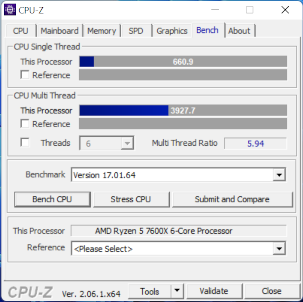 CPU-Z
CPU Mainboard Memory SPD Graphics Bench About
CPU Single Thread
This Processor 660.9
Reference
CPU Multi Thread
This Processor 3927.7
Reference
Threads 6 Multi Thread Ratio 5.94
Benchmark Version 17.01.64
Bench CPU Stress CPU Submit and Compare
This Processor AMD Ryzen 5 7600X 6-Core Processor
Reference <Please Select>
CPU-Z Ver. 2.06.1.x64 Tools Validate Close